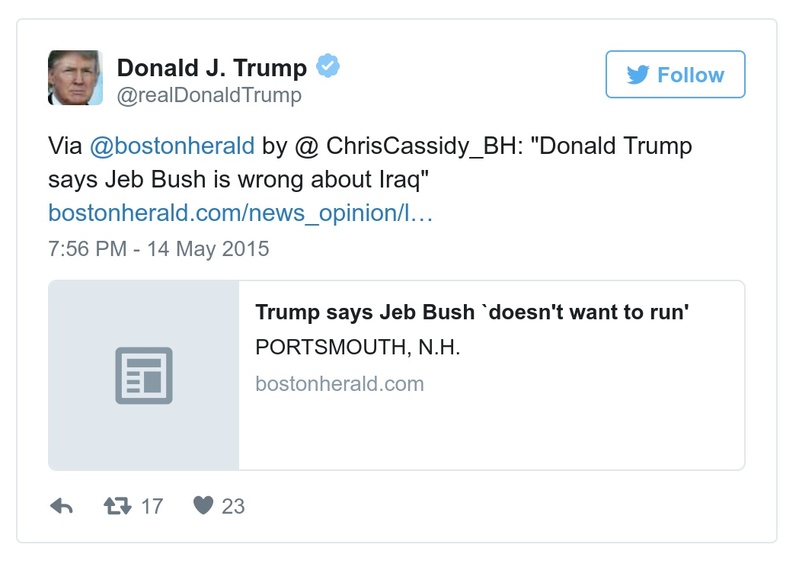 Donald J. Trump
@realDonaldTrump
Follow
Via @bostonherald by @ ChrisCassidy_BH: "Donald Trump
says Jeb Bush is wrong about Iraq"
bostonherald.com/news_opinion/l…
7:56 PM - 14 May 2015
Trump says Jeb Bush `doesn't want to run'
PORTSMOUTH, N.H.
bostonherald.com
17
23